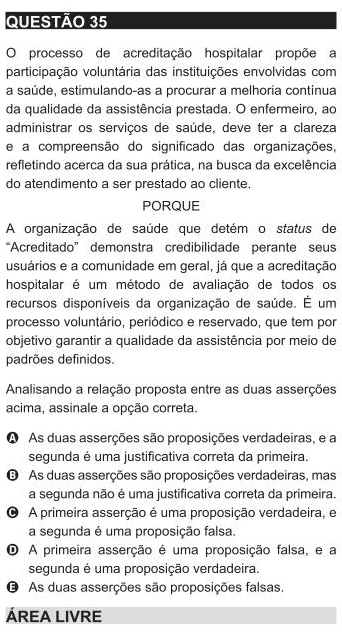 QUESTÃO 35
O processo de acreditação hospitalar propõe a
participação voluntária das instituições envolvidas com
a saúde, estimulando-as a procurar a melhoria contínua
da qualidade da assistência prestada. O enfermeiro, ao
administrar os serviços de saúde, deve ter a clareza
e a compreensão do significado das organizações,
refletindo acerca da sua prática, na busca da excelência
do atendimento a ser prestado ao cliente.
PORQUE
A organização de saúde que detém o status de
“Acreditado” demonstra credibilidade perante seus
usuários e a comunidade em geral, já que a acreditação
hospitalar é um método de avaliação de todos os
recursos disponíveis da organização de saúde. É um
processo voluntário, periódico e reservado, que tem por
objetivo garantir a qualidade da assistência por meio de
padrões definidos.
Analisando a relação proposta entre as duas asserções
acima, assinale a opção correta.
A As duas asserções são proposições verdadeiras, e a
segunda é uma justificativa correta da primeira.
B As duas asserções são proposições verdadeiras, mas
a segunda não é uma justificativa correta da primeira.
C A primeira asserção é uma proposição verdadeira, e
a segunda é uma proposição falsa.
D A primeira asserção é uma proposição falsa, e a
segunda é uma proposição verdadeira.
E As duas asserções são proposições falsas.
ÁREA LIVRE